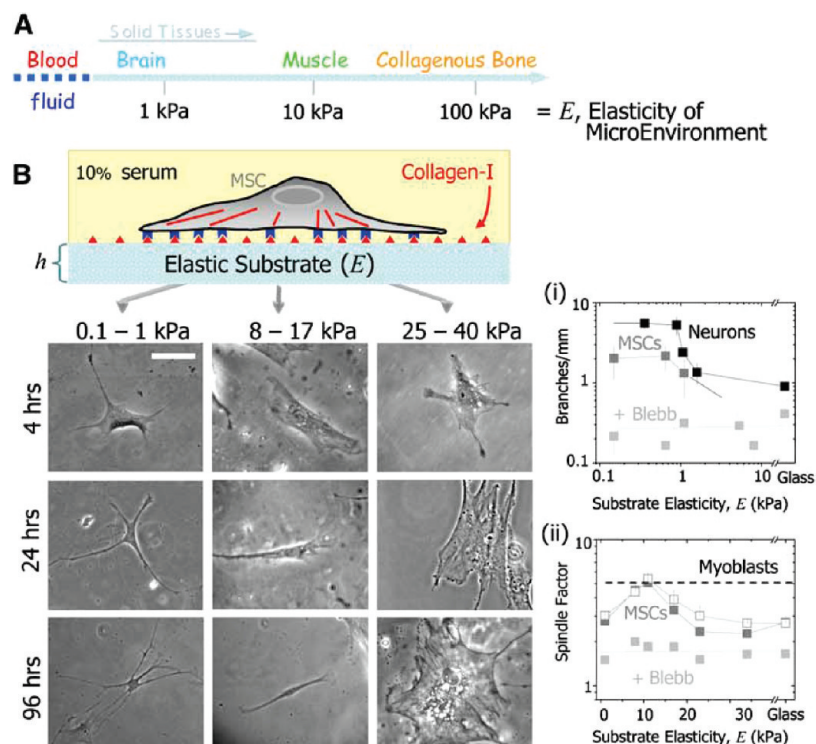 A
Solid Tissues
Blood
Brain
Muscle
Collagenous Bone
fluid
1 kPa
10 kPa
100 kPa
= E, Elasticity of
MicroEnvironment
B
10% serum
MSC
Collagen-I
h
Elastic Substrate (E)
0.1 – 1 kPa
8 – 17 kPa
25 – 40 kPa
4 hrs
24 hrs
96 hrs
(i)
10
1
0.1
Branches/mm
MSCs
Neurons
+ Blebb
0.1
1
10
Glass
Substrate Elasticity, E (kPa)
(ii)
10
1
Spindle Factor
Myoblasts
MSCs
+ Blebb
0
10
20
30
Glass
Substrate Elasticity, E (kPa)